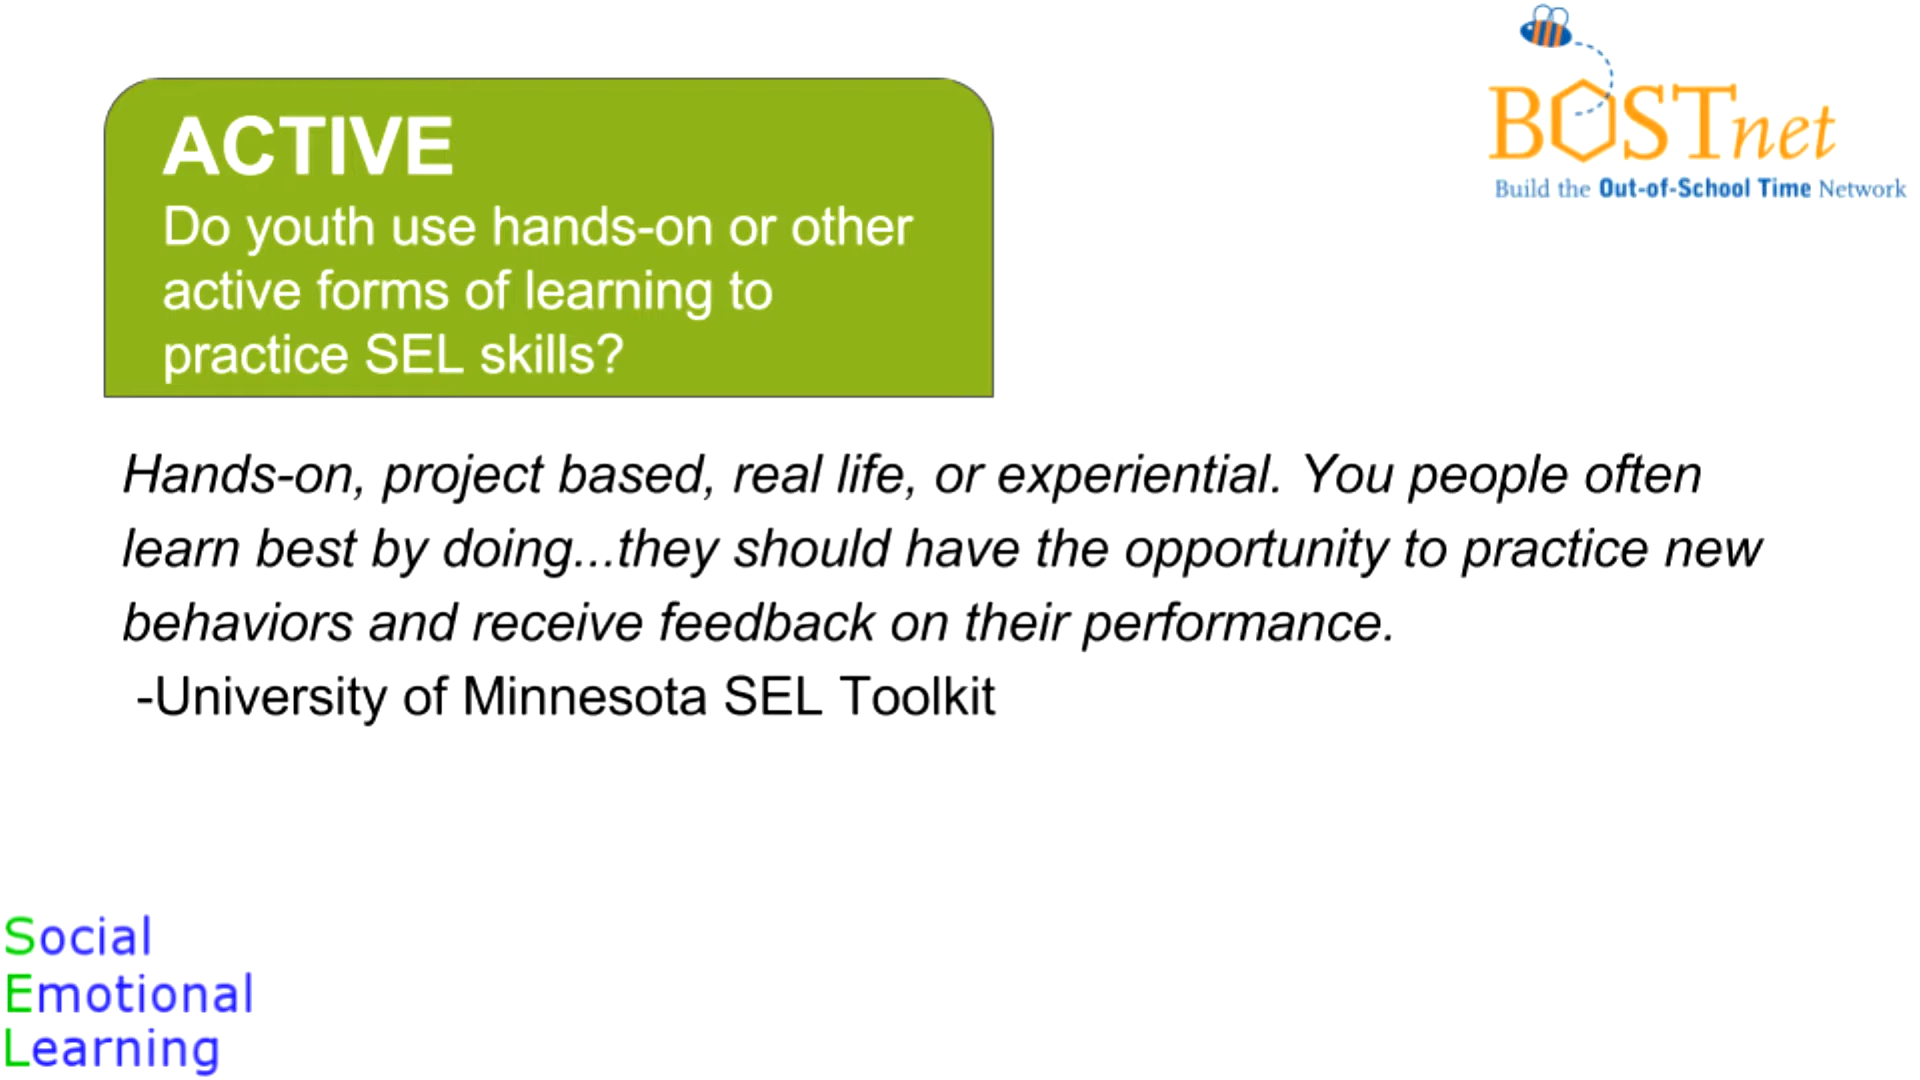 BOSTnet
Build the Out-of-School Time Network
ACTIVE
Do youth use hands-on or other
active forms of learning to
practice SEL skills?
Hands-on, project based, real life, or experiential. You people often
learn best by doing...they should have the opportunity to practice new
behaviors and receive feedback on their performance.
-University of Minnesota SEL Toolkit
Social
Emotional
Learning